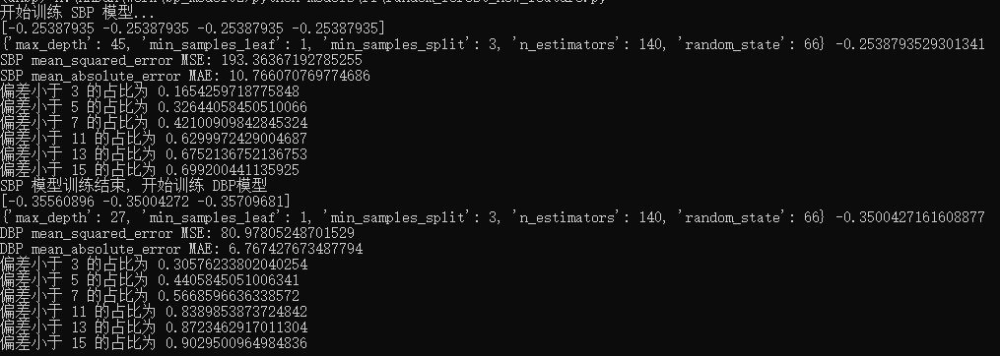 开始训练 SBP 模型...
[-0.25387935 -0.25387935 -0.25387935 -0.25387935]
{'max_depth': 45, 'min_samples_leaf': 1, 'min_samples_split': 3, 'n_estimators': 140, 'random_state': 66} -0.2538793529301341
SBP mean_squared_error MSE: 193.36367192785255
SBP mean_absolute_error MAE: 10.766070769774686
偏差小于 3 的占比为 0.1654259718775848
偏差小于 5 的占比为 0.32644058450510066
偏差小于 7 的占比为 0.42100909842845324
偏差小于 11 的占比为 0.6299972429004687
偏差小于 13 的占比为 0.6752136752136753
偏差小于 15 的占比为 0.699200441135925
SBP 模型训练结束, 开始训练 DBP模型
[-0.35560896 -0.35004272 -0.35709681]
{'max_depth': 27, 'min_samples_leaf': 1, 'min_samples_split': 3, 'n_estimators': 140, 'random_state': 66} -0.3500427161608877
DBP mean_squared_error MSE: 80.97805248701529
DBP mean_absolute_error MAE: 6.767427673487794
偏差小于 3 的占比为 0.30576233802040254
偏差小于 5 的占比为 0.4405845051006341
偏差小于 7 的占比为 0.5668596636338572
偏差小于 11 的占比为 0.8389853873724842
偏差小于 13 的占比为 0.8723462917011304
偏差小于 15 的占比为 0.9029500964984836